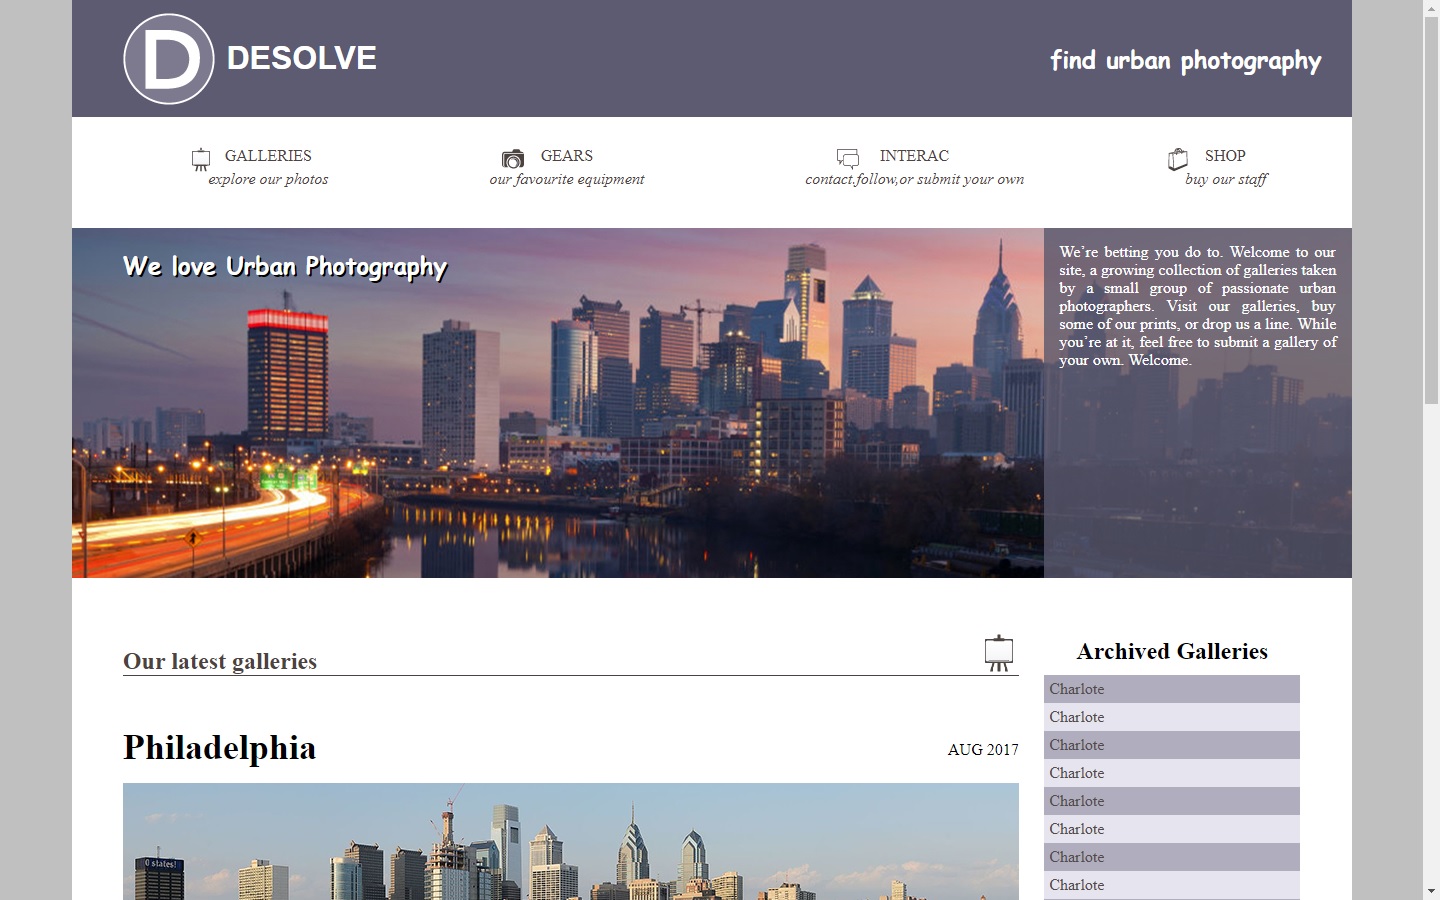 D DESOLVE
find urban photography
GALLERIES
explore our photos
GEARS
our favourite equipment
INTERAC
contact.follow,or submit your own
SHOP
buy our staff
We love Urban Photography
We're betting you do to. Welcome to our
site, a growing collection of galleries taken
by a small group of passionate urban
photographers. Visit our galleries, buy
some of our prints, or drop us a line. While
you're at it, feel free to submit a gallery of
your own. Welcome.
Our latest galleries
Philadelphia
AUG 2017
0 states!
Archived Galleries
Charlote
Charlote
Charlote
Charlote
Charlote
Charlote
Charlote
Charlote